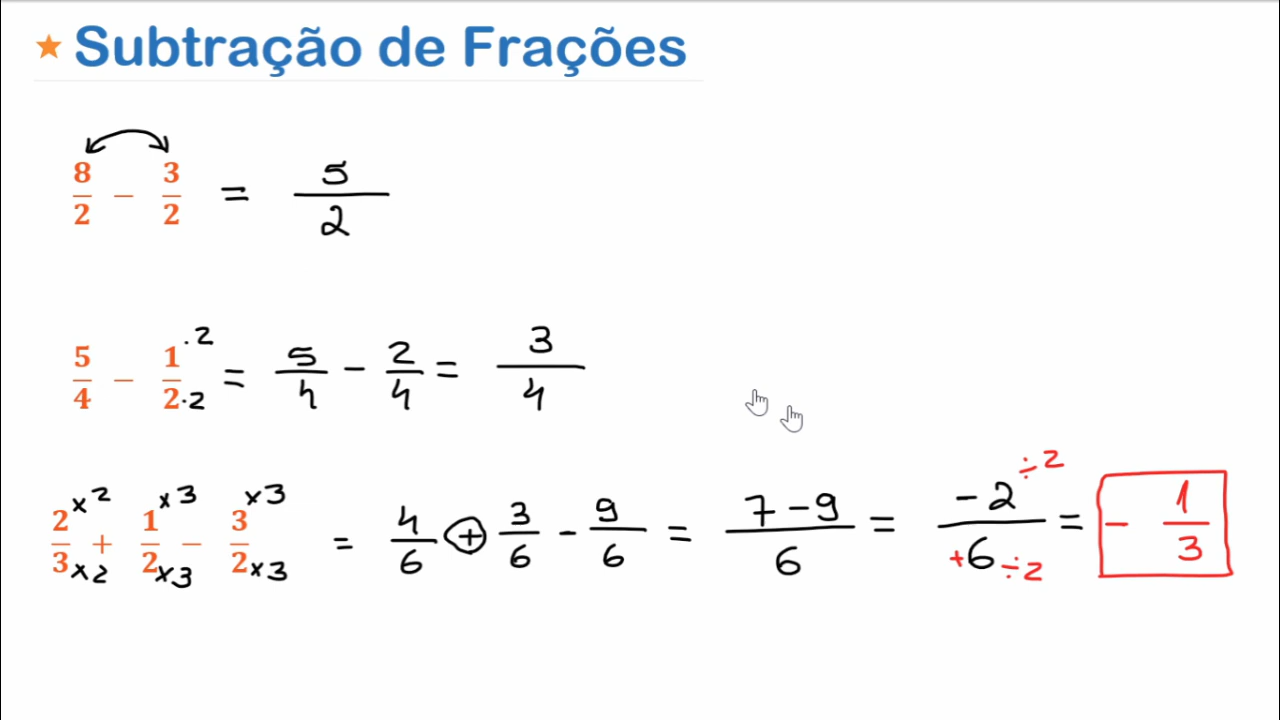 Subtração de Frações
8/2 − 3/2 = 5/2
5/4 − 1·2/2·2 = 5/4 − 2/4 = 3/4
2×2/3×2 + 1×3/2×3 − 3×3/2×3 = 4/6 + 3/6 − 9/6 = 7−9/6 = −2÷2/+6÷2 = − 1/3